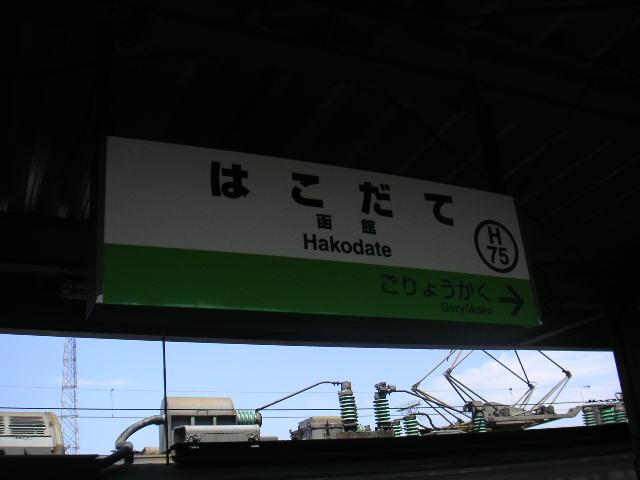 はこだて
函館
Hakodate
H
75
ごりょうかく →
Goryōkaku